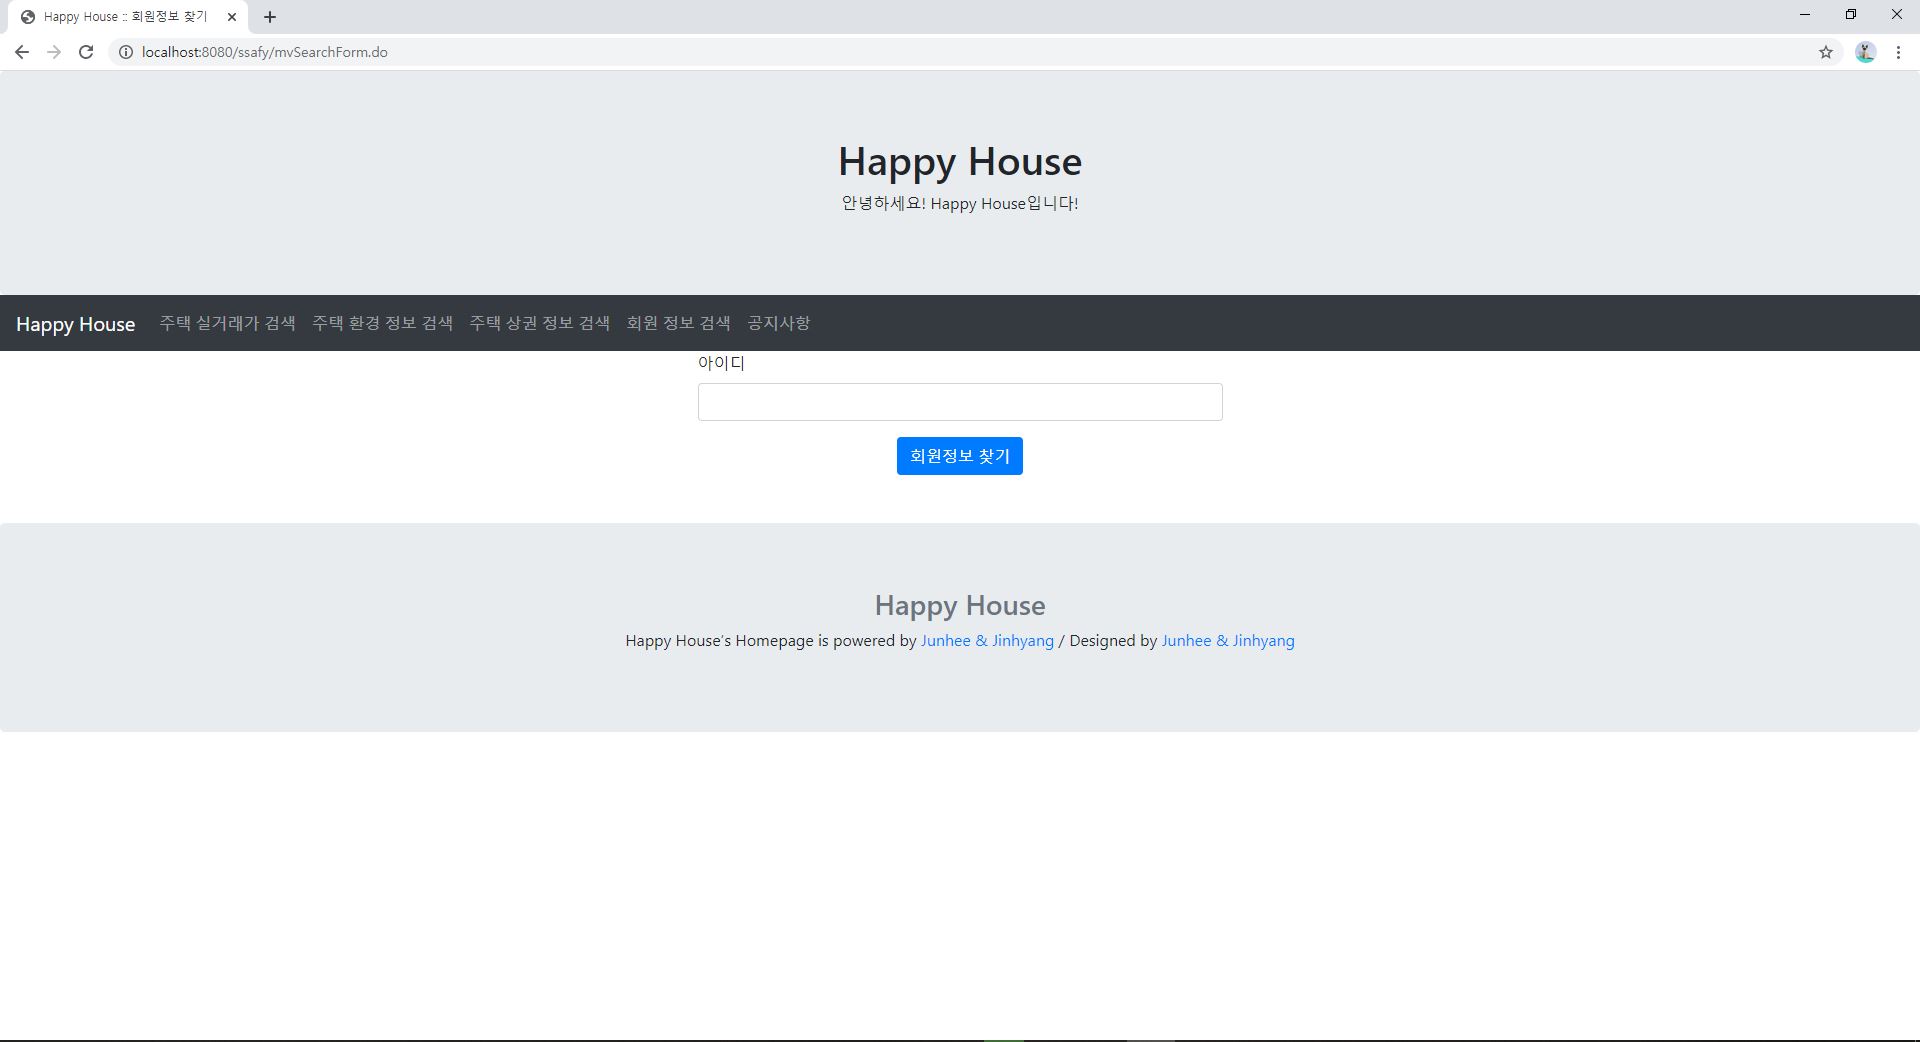 Happy House :: 회원정보 찾기
localhost:8080/ssafy/mvSearchForm.do
Happy House
안녕하세요! Happy House입니다!
Happy House 주택 실거래가 검색 주택 환경 정보 검색 주택 상권 정보 검색 회원 정보 검색 공지사항
아이디
회원정보 찾기
Happy House
Happy House's Homepage is powered by Junhee & Jinhyang / Designed by Junhee & Jinhyang